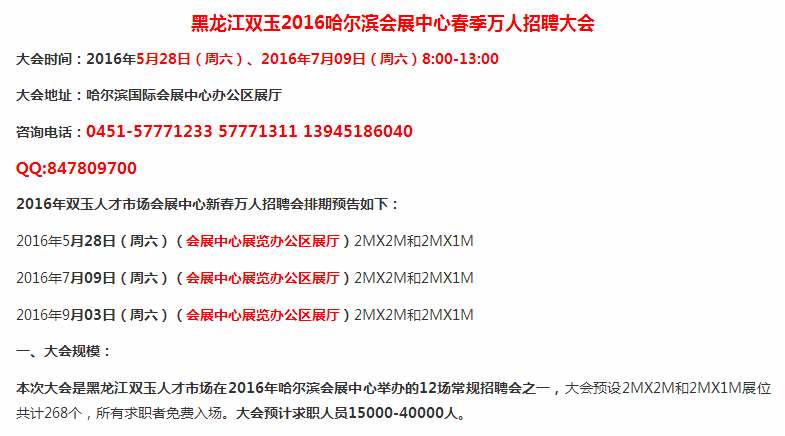 黑龙江双玉2016哈尔滨会展中心春季万人招聘大会
大会时间：2016年5月28日（周六）、2016年7月09日（周六）8:00-13:00
大会地址：哈尔滨国际会展中心办公区展厅
咨询电话：0451-57771233 57771311 13945186040
QQ:847809700
2016年双玉人才市场会展中心新春万人招聘会排期预告如下：
2016年5月28日（周六）（会展中心展览办公区展厅）2MX2M和2MX1M
2016年7月09日（周六）（会展中心展览办公区展厅）2MX2M和2MX1M
2016年9月03日（周六）（会展中心展览办公区展厅）2MX2M和2MX1M
一、大会规模：
本次大会是黑龙江双玉人才市场在2016年哈尔滨会展中心举办的12场常规招聘会之一，大会预设2MX2M和2MX1M展位
共计268个，所有求职者免费入场。大会预计求职人员15000-40000人。